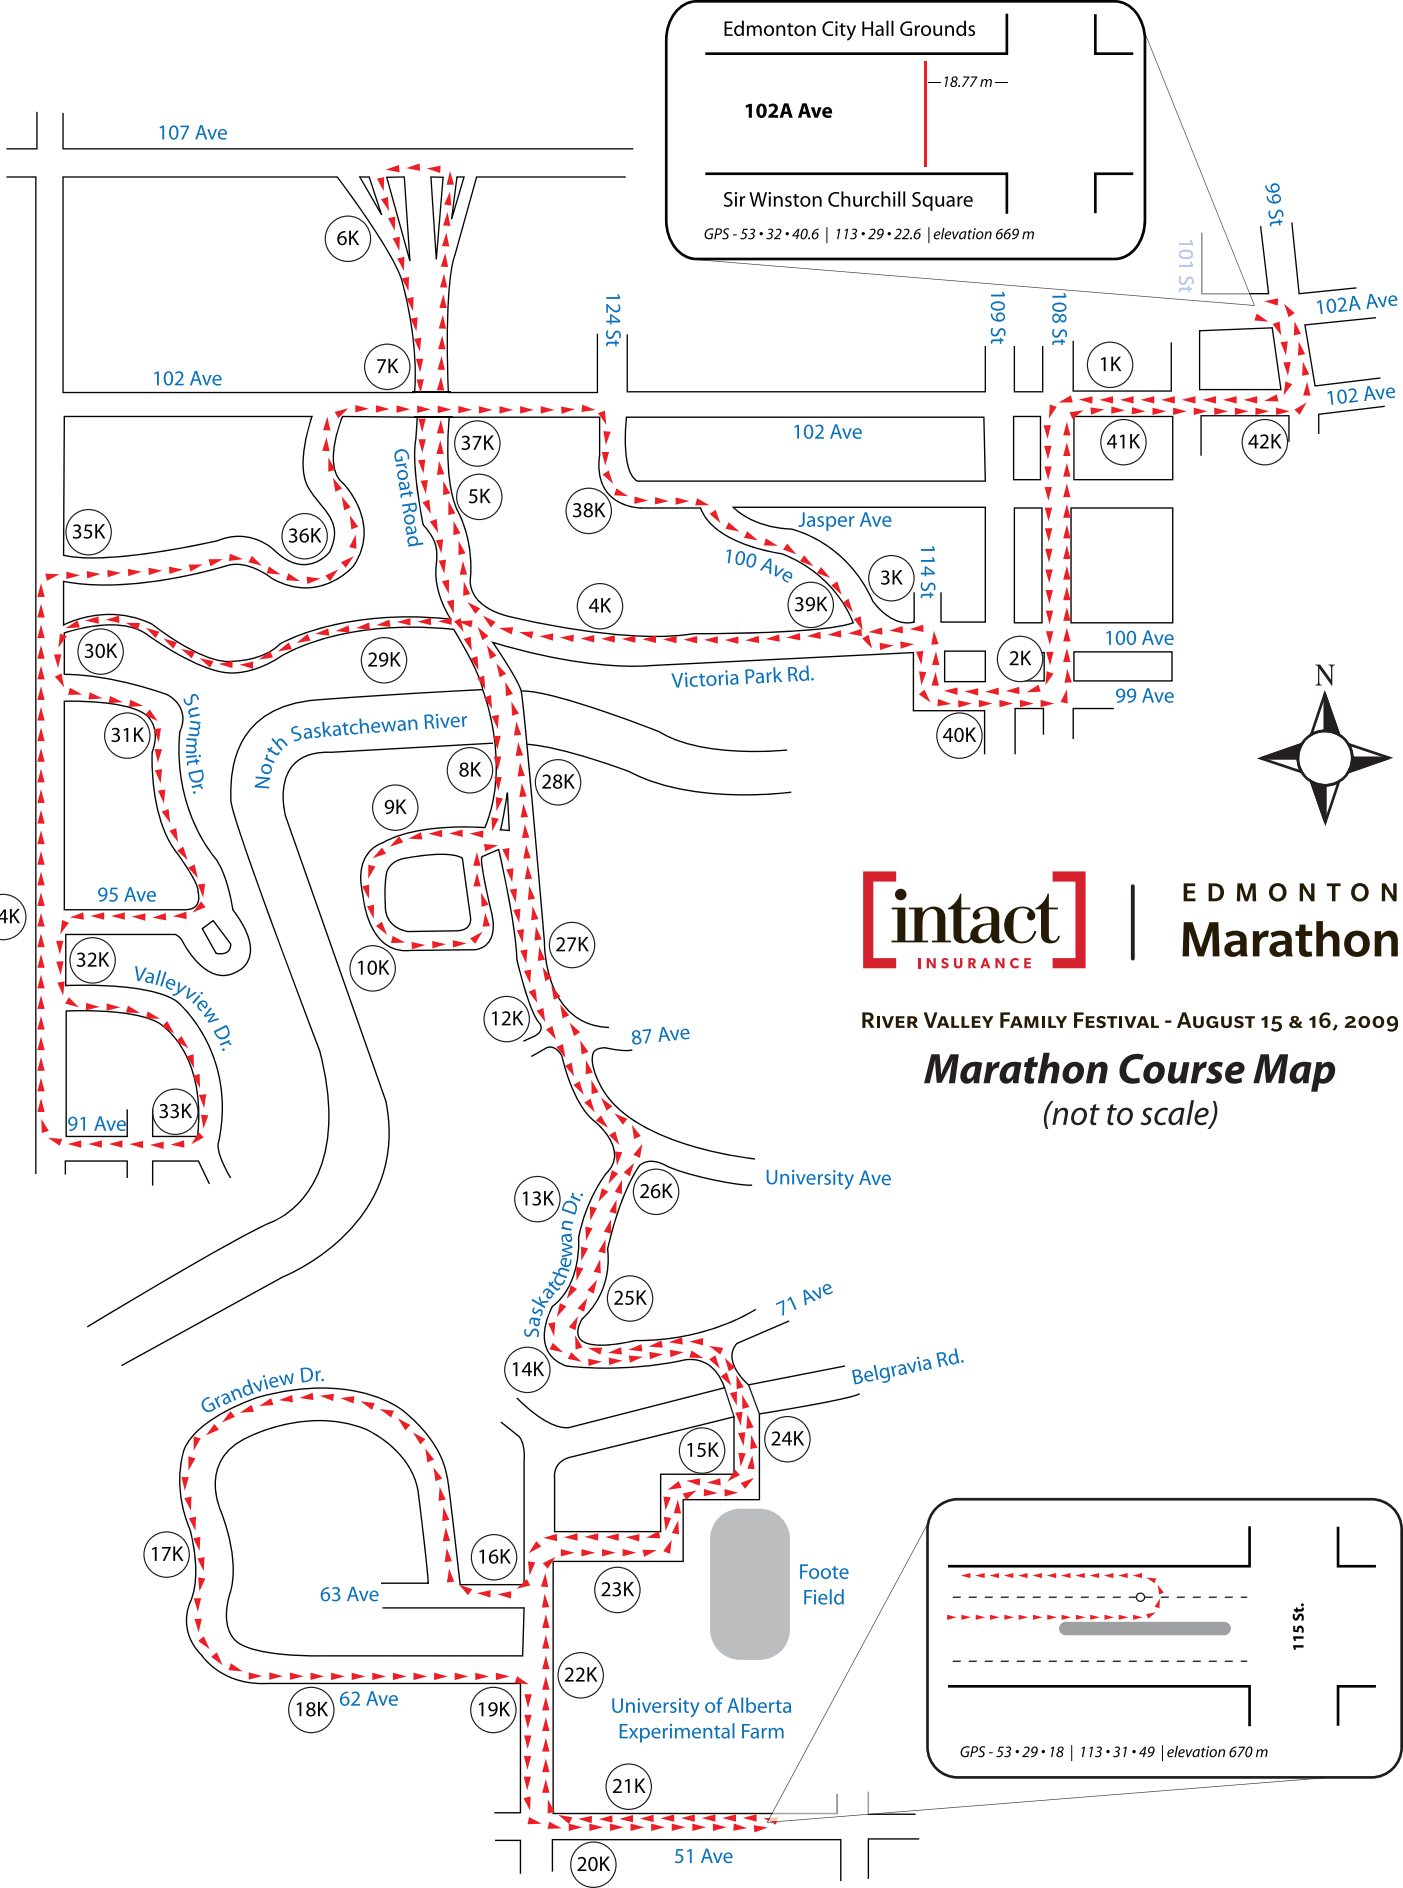 Edmonton City Hall Grounds
18.77 m
102A Ave
Sir Winston Churchill Square
GPS - 53 • 32 • 40.6 | 113 • 29 • 22.6 | elevation 669 m
107 Ave
99 St
101 St
6K
102A Ave
109 St
108 St
124 St
7K
1K
102 Ave
102 Ave
37K
102 Ave
41K
42K
Groat Road
5K
38K
35K
36K
Jasper Ave
100 Ave
114 St
3K
4K
39K
100 Ave
30K
29K
2K
Victoria Park Rd.
99 Ave
N
Summit Dr.
31K
North Saskatchewan River
40K
8K
28K
9K
95 Ave
4K
intact
INSURANCE
EDMONTON
Marathon
27K
32K
10K
Valleyview Dr.
12K
87 Ave
River Valley Family Festival - August 15 & 16, 2009
Marathon Course Map
(not to scale)
33K
91 Ave
University Ave
13K
26K
Saskatchewan Dr.
25K
71 Ave
14K
Belgravia Rd.
Grandview Dr.
15K
24K
17K
16K
63 Ave
23K
Foote
Field
115 St.
22K
18K
62 Ave
19K
University of Alberta
Experimental Farm
GPS - 53 • 29 • 18 | 113 • 31 • 49 | elevation 670 m
21K
51 Ave
20K